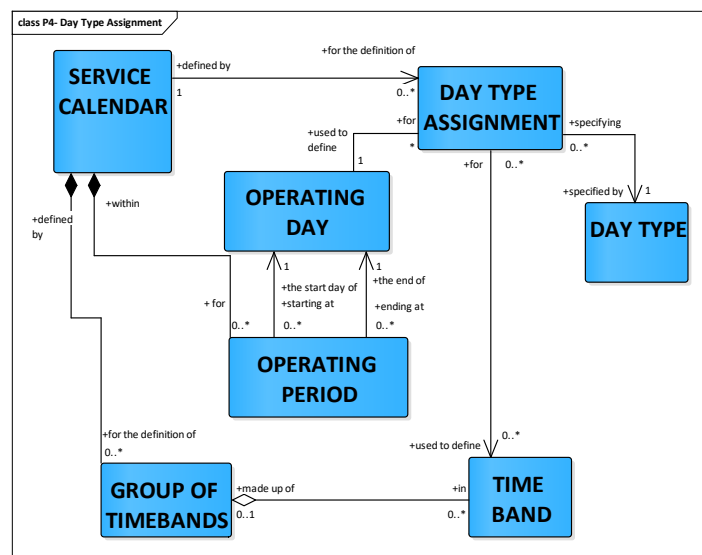 class P4- Day Type Assignment
SERVICE
CALENDAR
+defined by
1
+for the definition of
0..*
DAY TYPE
ASSIGNMENT
+for
*
+used to
define
1
+specifying
0..*
+for
0..*
+specified by
1
DAY TYPE
+defined
by
+within
OPERATING
DAY
1
1
+the start day of
+starting at
0..*
+the end of
+ending at
0..*
+ for
0..*
OPERATING
PERIOD
+for the definition of
0..*
0..*
+used to define
GROUP OF
TIMEBANDS
+made up of
0..1
+in
0..*
TIME
BAND